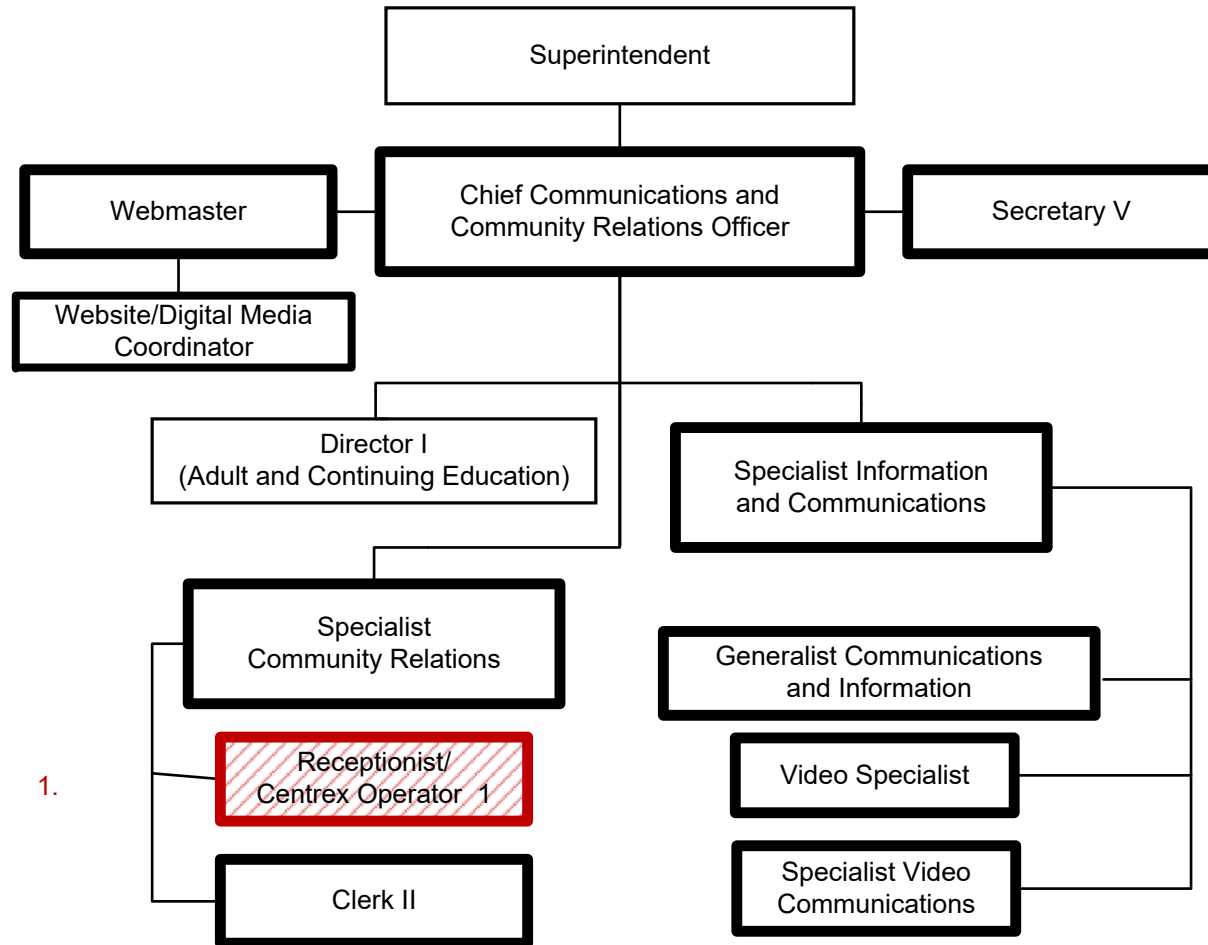 Superintendent
Chief Communications and
Community Relations Officer
Webmaster
Secretary V
Website/Digital Media
Coordinator
Director I
(Adult and Continuing Education)
Specialist Information
and Communications
Specialist
Community Relations
Generalist Communications
and Information
1.
Receptionist/
Centrex Operator 1
Video Specialist
Clerk II
Specialist Video
Communications